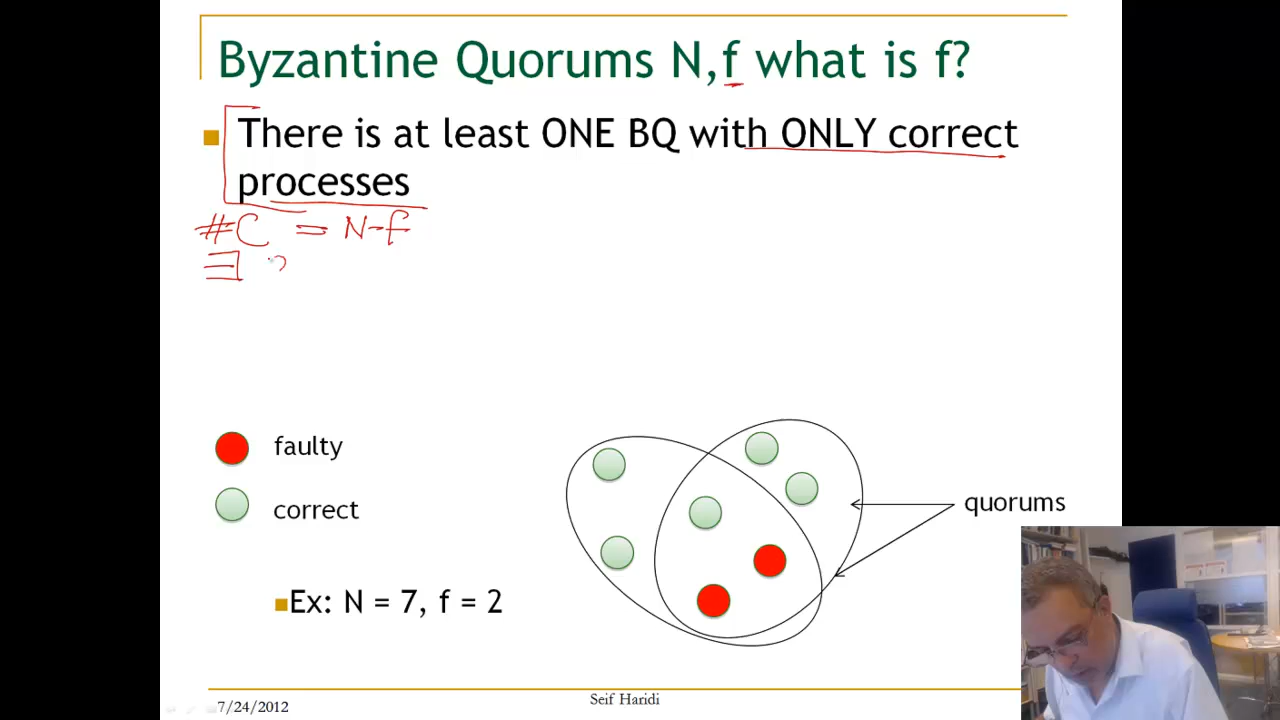 Byzantine Quorums N,f what is f?
There is at least ONE BQ with ONLY correct
processes
#C = N-f
∃
faulty
correct
quorums
Ex: N = 7, f = 2
7/24/2012
Seif Haridi